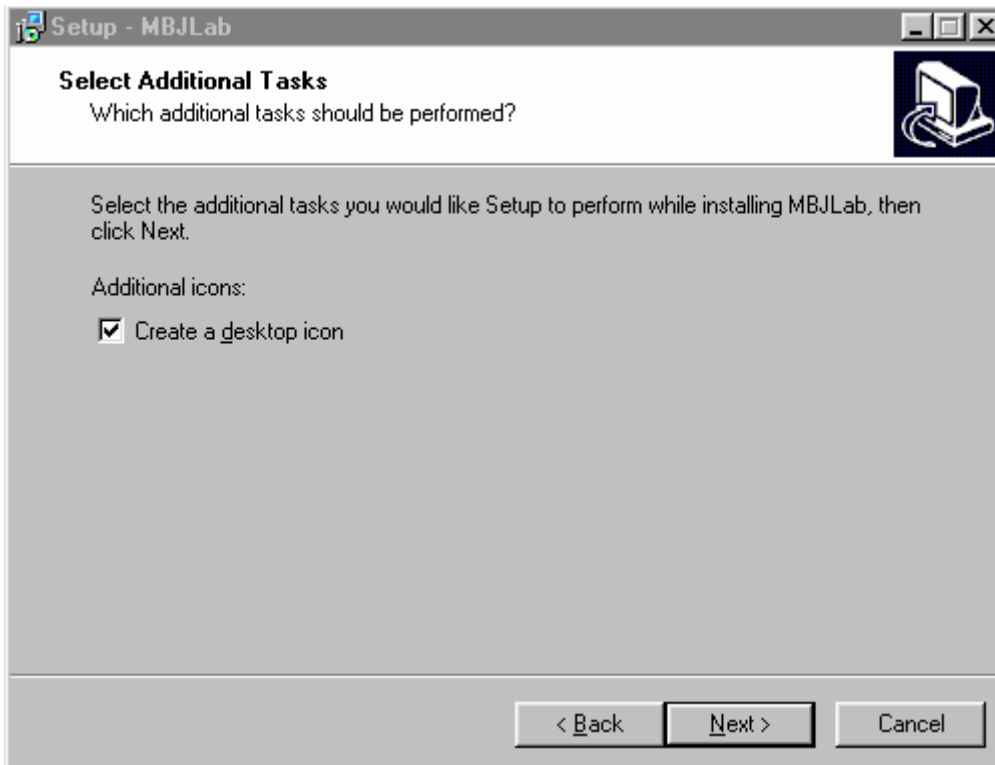 Setup - MBJLab
Select Additional Tasks
Which additional tasks should be performed?
Select the additional tasks you would like Setup to perform while installing MBJLab, then
click Next.
Additional icons:
Create a desktop icon
< Back
Next >
Cancel